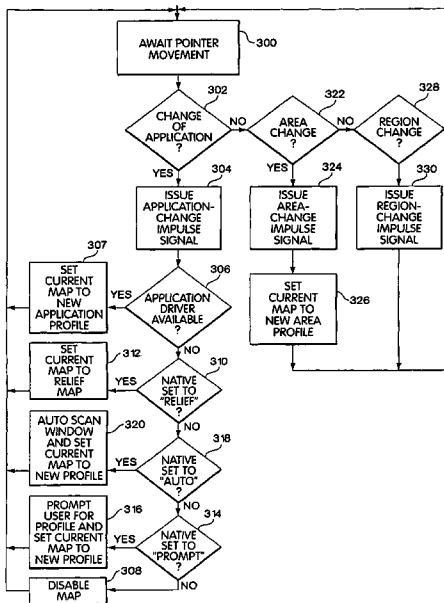 AWAIT POINTER
MOVEMENT
300
302
CHANGE
OF
APPLICATION
?
NO
322
AREA
CHANGE
?
NO
328
REGION
CHANGE
?
YES
304
ISSUE
APPLICATION-
CHANGE
IMPULSE
SIGNAL
YES
324
ISSUE
AREA-
CHANGE
IMPULSE
SIGNAL
330
ISSUE
REGION-
CHANGE
IMPULSE
SIGNAL
307
SET
CURRENT
MAP TO
NEW
APPLICATION
PROFILE
YES
306
APPLICATION
DRIVER
AVAILABLE
?
SET
CURRENT
MAP TO
NEW AREA
PROFILE
326
NO
312
SET
CURRENT
MAP TO
RELIEF
MAP
YES
310
NATIVE
SET TO
"RELIEF"
?
NO
320
AUTO SCAN
WINDOW
AND SET
CURRENT
MAP TO
NEW PROFILE
YES
318
NATIVE
SET TO
"AUTO"
?
NO
316
PROMPT
USER FOR
PROFILE AND
SET CURRENT
MAP TO
NEW PROFILE
YES
314
NATIVE
SET TO
"PROMPT"
?
NO
308
DISABLE
MAP